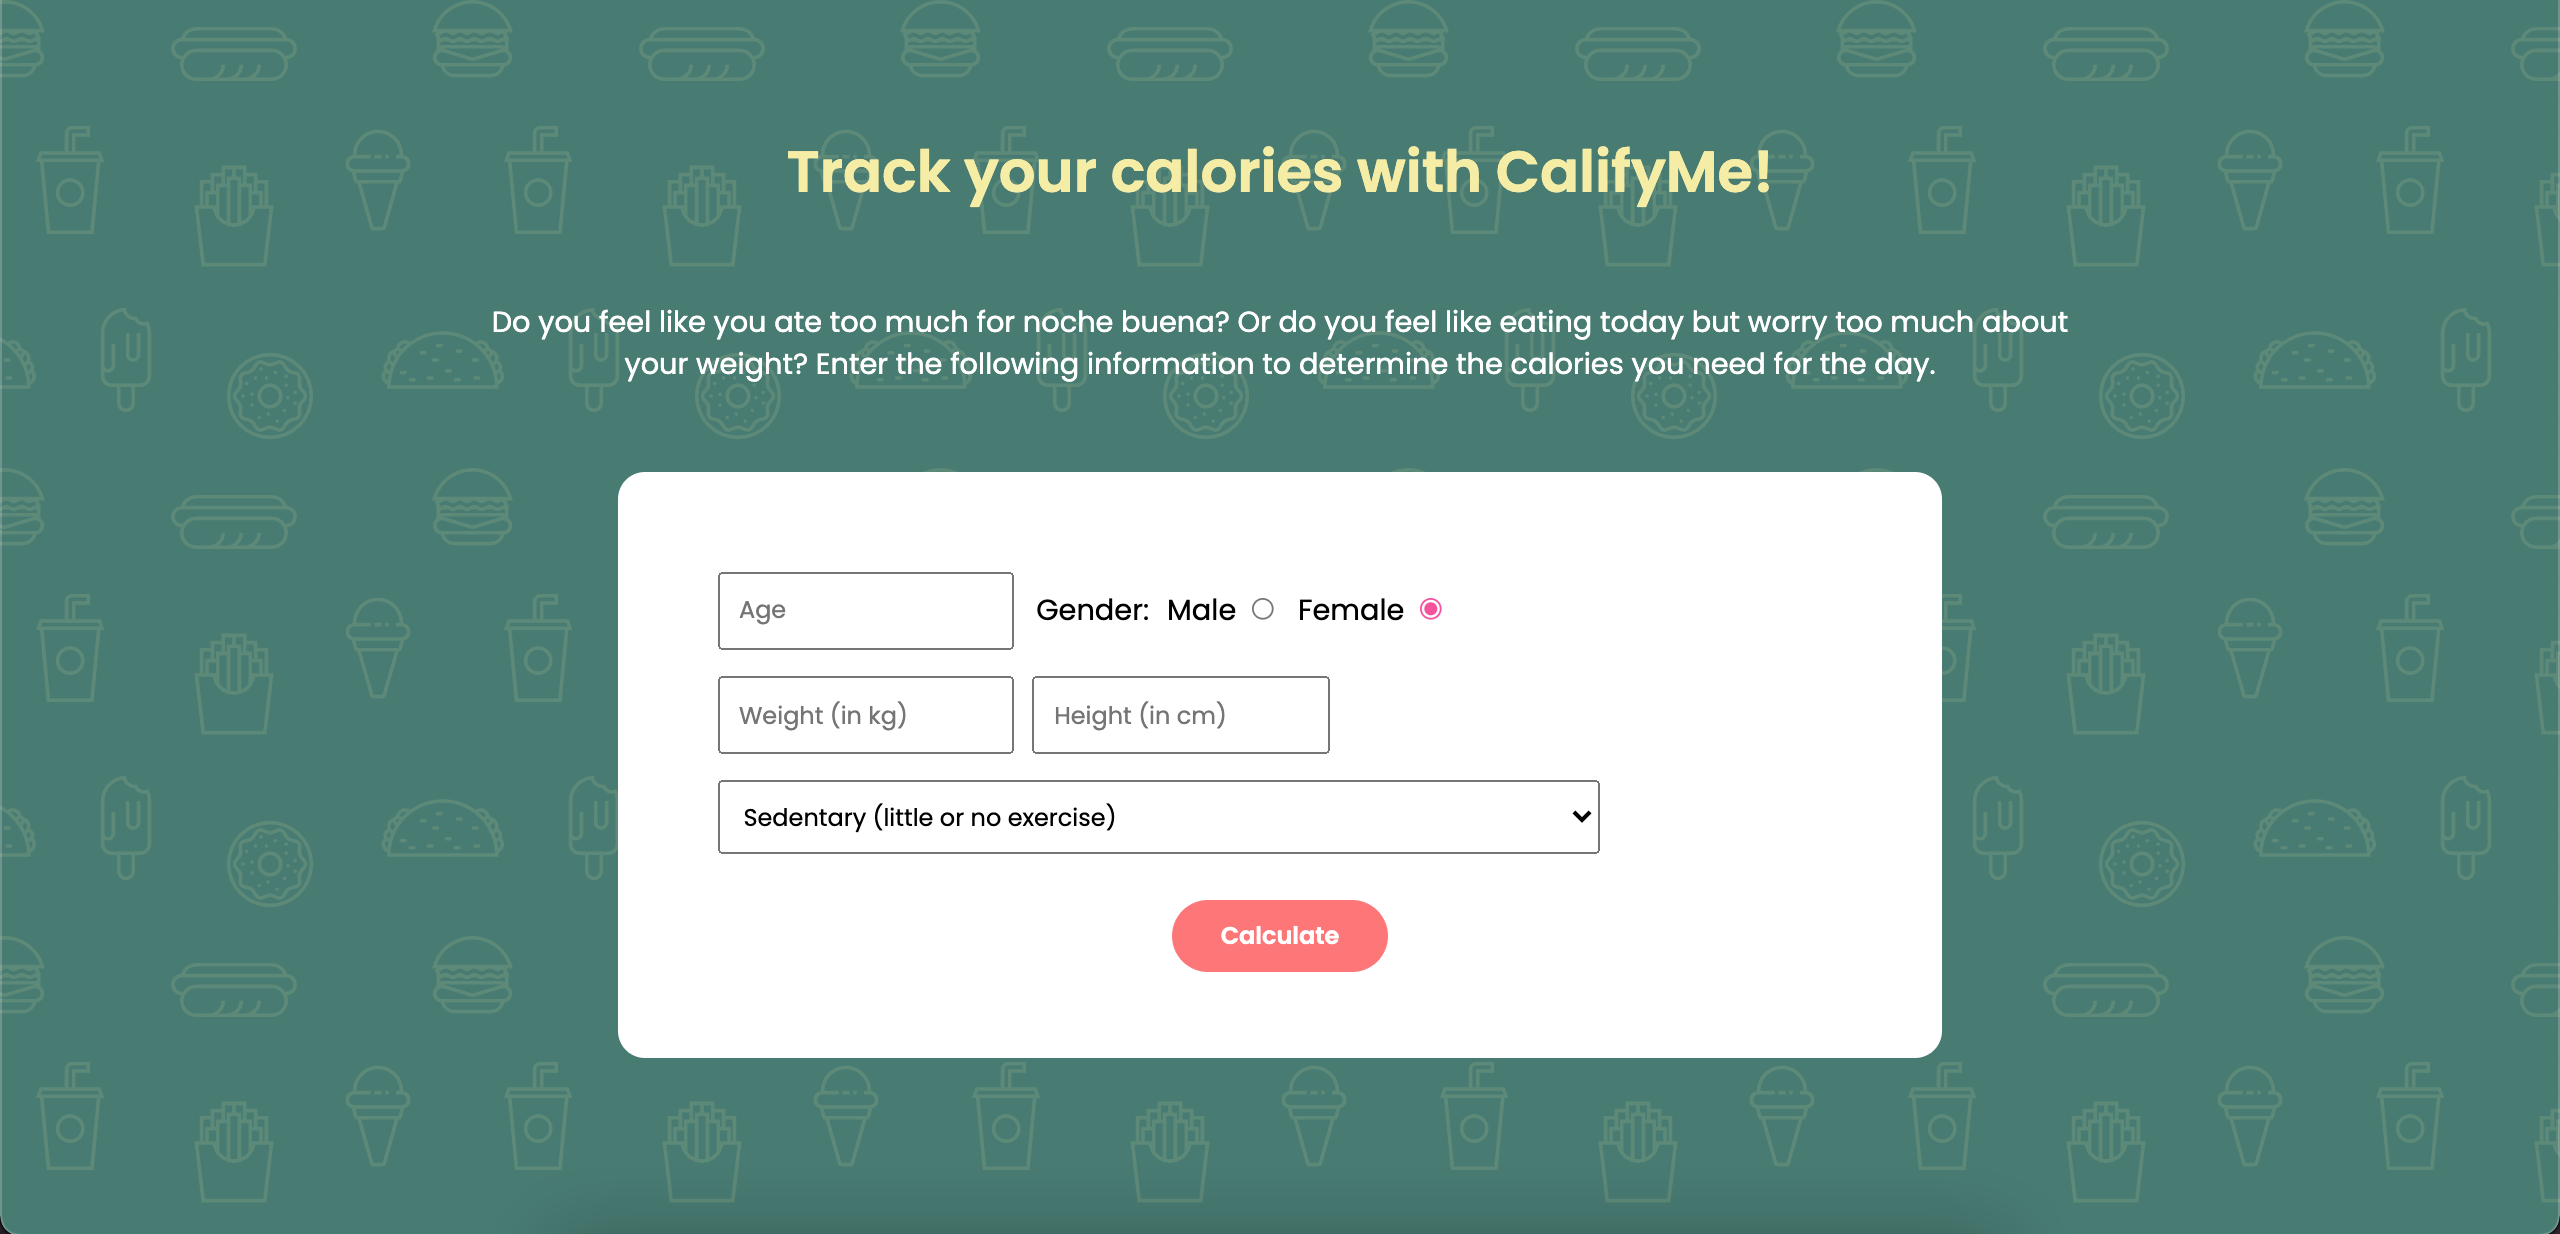 Track your calories with CalifyMe!
Do you feel like you ate too much for noche buena? Or do you feel like eating today but worry too much about
your weight? Enter the following information to determine the calories you need for the day.
Age
Gender: Male Female
Weight (in kg) Height (in cm)
Sedentary (little or no exercise)
Calculate